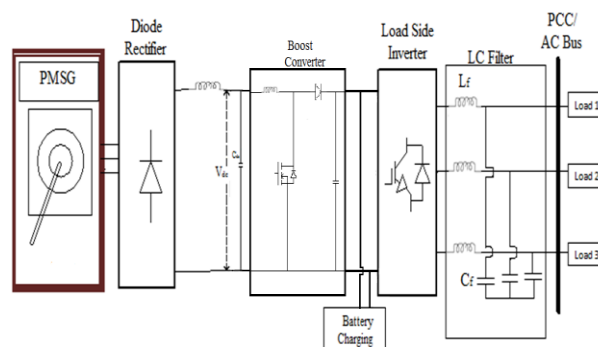 PMSG
Diode
Rectifier
Vdc
Boost
Converter
Load Side
Inverter
LC Filter
Lf
Cf
PCC/
AC Bus
Load 1
Load 2
Load 3
Battery
Charging